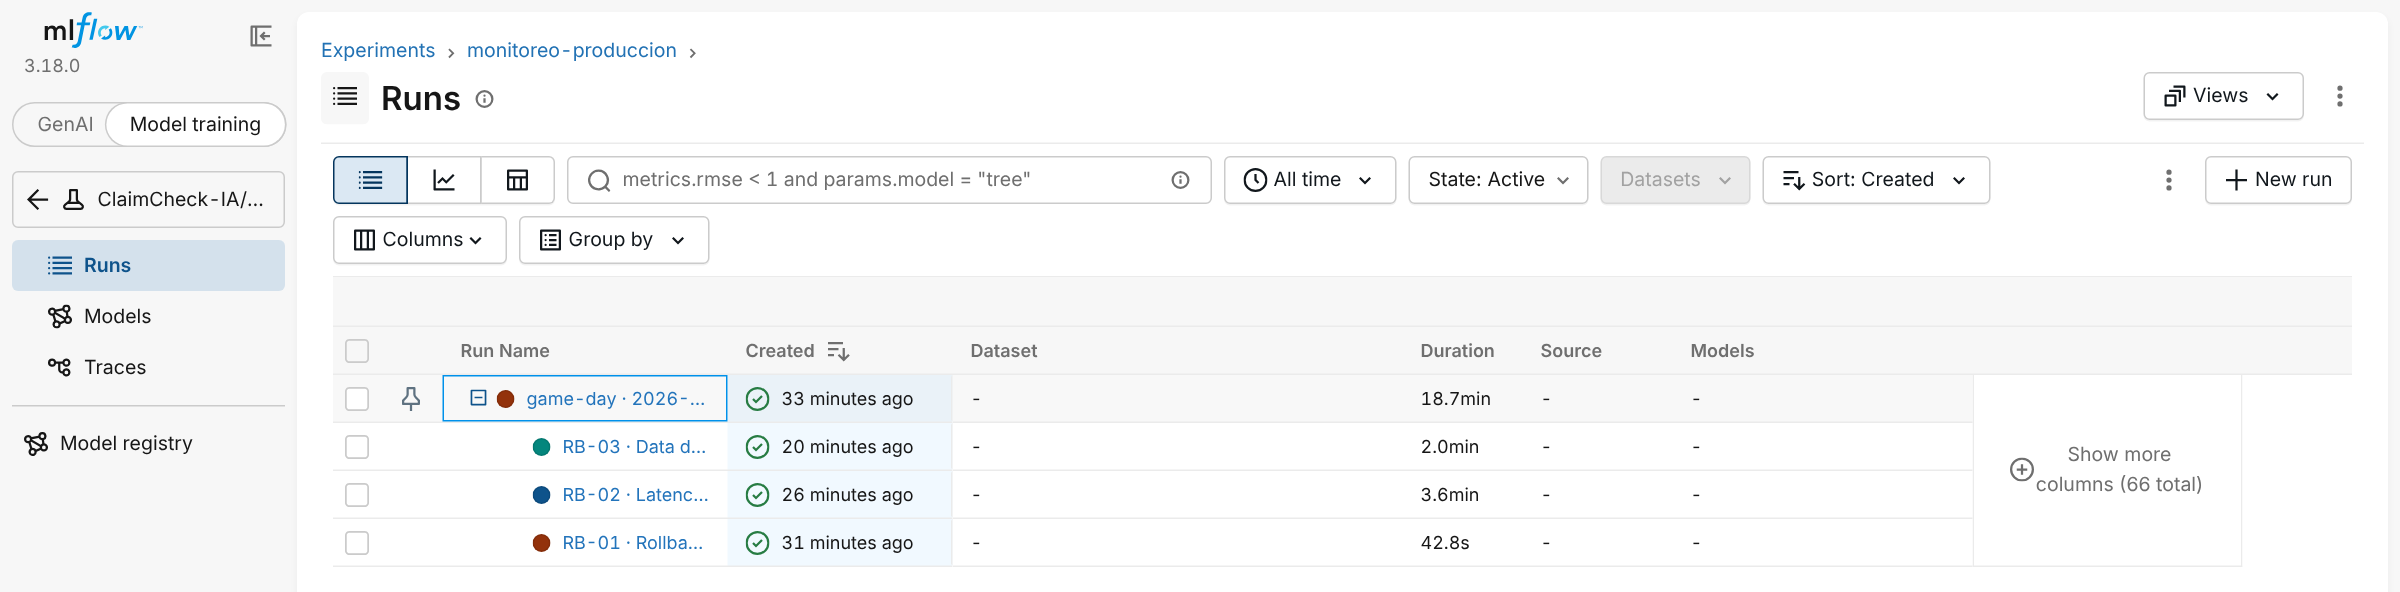 mlflow
3.18.0
GenAI
Model training
ClaimCheck-IA/...
Runs
Models
Traces
Model registry
Experiments › monitoreo-produccion ›
Runs
Views
metrics.rmse < 1 and params.model = "tree"
All time
State: Active
Datasets
Sort: Created
New run
Columns
Group by
Run Name Created Dataset Duration Source Models
game-day · 2026-... 33 minutes ago - 18.7min - -
RB-03 · Data d... 20 minutes ago - 2.0min - -
RB-02 · Latenc... 26 minutes ago - 3.6min - -
RB-01 · Rollba... 31 minutes ago - 42.8s - -
Show more
columns (66 total)